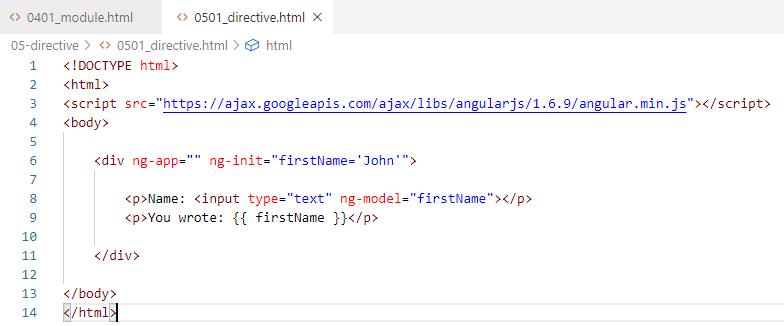 0401_module.html 0501_directive.html
05-directive > 0501_directive.html > html
1 <!DOCTYPE html>
2 <html>
3 <script src="https://ajax.googleapis.com/ajax/libs/angularjs/1.6.9/angular.min.js"></script>
4 <body>
5
6 <div ng-app="" ng-init="firstName='John'">
7
8 <p>Name: <input type="text" ng-model="firstName"></p>
9 <p>You wrote: {{ firstName }}</p>
10
11 </div>
12
13 </body>
14 </html>